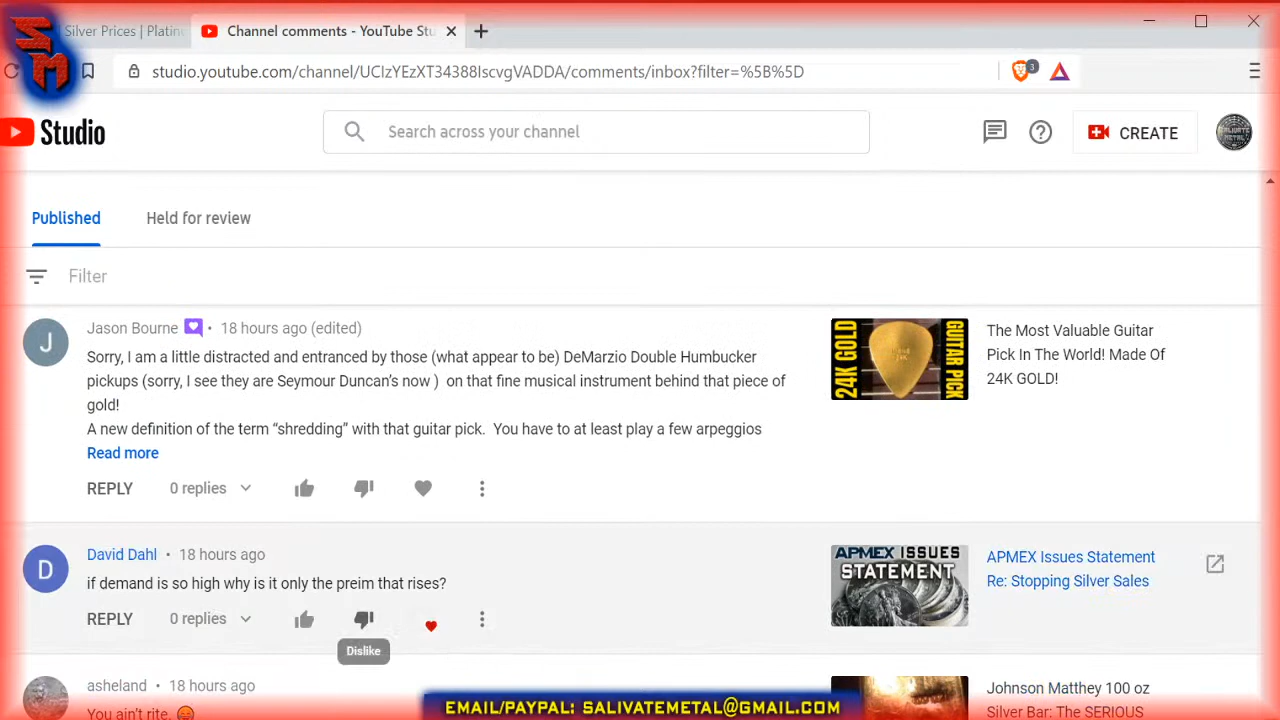 SM
Silver Prices | Platin
Channel comments - YouTube Stu
studio.youtube.com/channel/UCIzYEzXT34388IscvgVADDA/comments/inbox?filter=%5B%5D
3
Studio
Search across your channel
CREATE
Published
Held for review
Filter
J
Jason Bourne • 18 hours ago (edited)
Sorry, I am a little distracted and entranced by those (what appear to be) DeMarzio Double Humbucker
pickups (sorry, I see they are Seymour Duncan's now ) on that fine musical instrument behind that piece of
gold!
A new definition of the term “shredding” with that guitar pick. You have to at least play a few arpeggios
Read more
REPLY 0 replies
24K GOLD
GUITAR PICK
The Most Valuable Guitar
Pick In The World! Made Of
24K GOLD!
D
David Dahl • 18 hours ago
if demand is so high why is it only the preim that rises?
REPLY 0 replies
Dislike
APMEX ISSUES
STATEMENT
APMEX Issues Statement
Re: Stopping Silver Sales
asheland • 18 hours ago
You ain't rite.
Johnson Matthey 100 oz
Silver Bar: The SERIOUS
EMAIL/PAYPAL: SALIVATEMETAL@GMAIL.COM